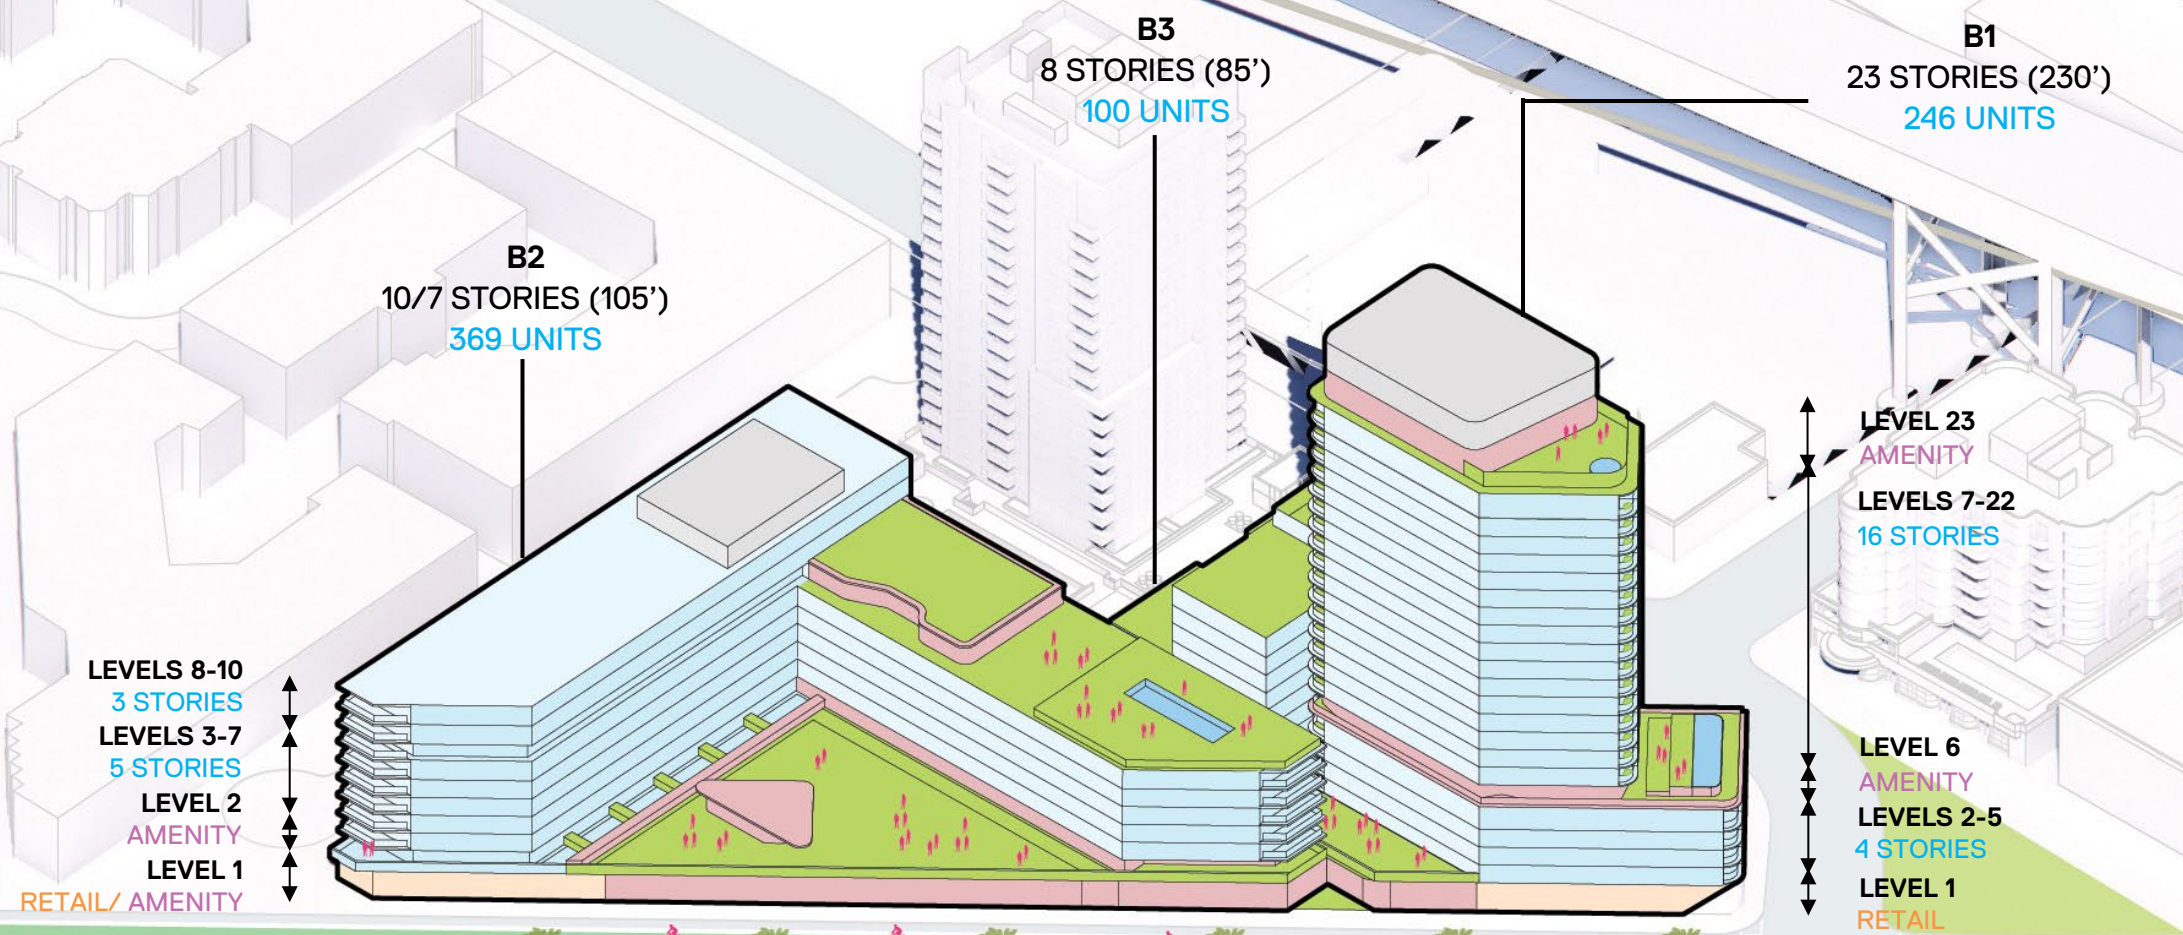 B3
8 STORIES (85')
100 UNITS
B1
23 STORIES (230')
246 UNITS
B2
10/7 STORIES (105')
369 UNITS
LEVELS 8-10
3 STORIES
LEVELS 3-7
5 STORIES
LEVEL 2
AMENITY
LEVEL 1
RETAIL/ AMENITY
LEVEL 23
AMENITY
LEVELS 7-22
16 STORIES
LEVEL 6
AMENITY
LEVELS 2-5
4 STORIES
LEVEL 1
RETAIL